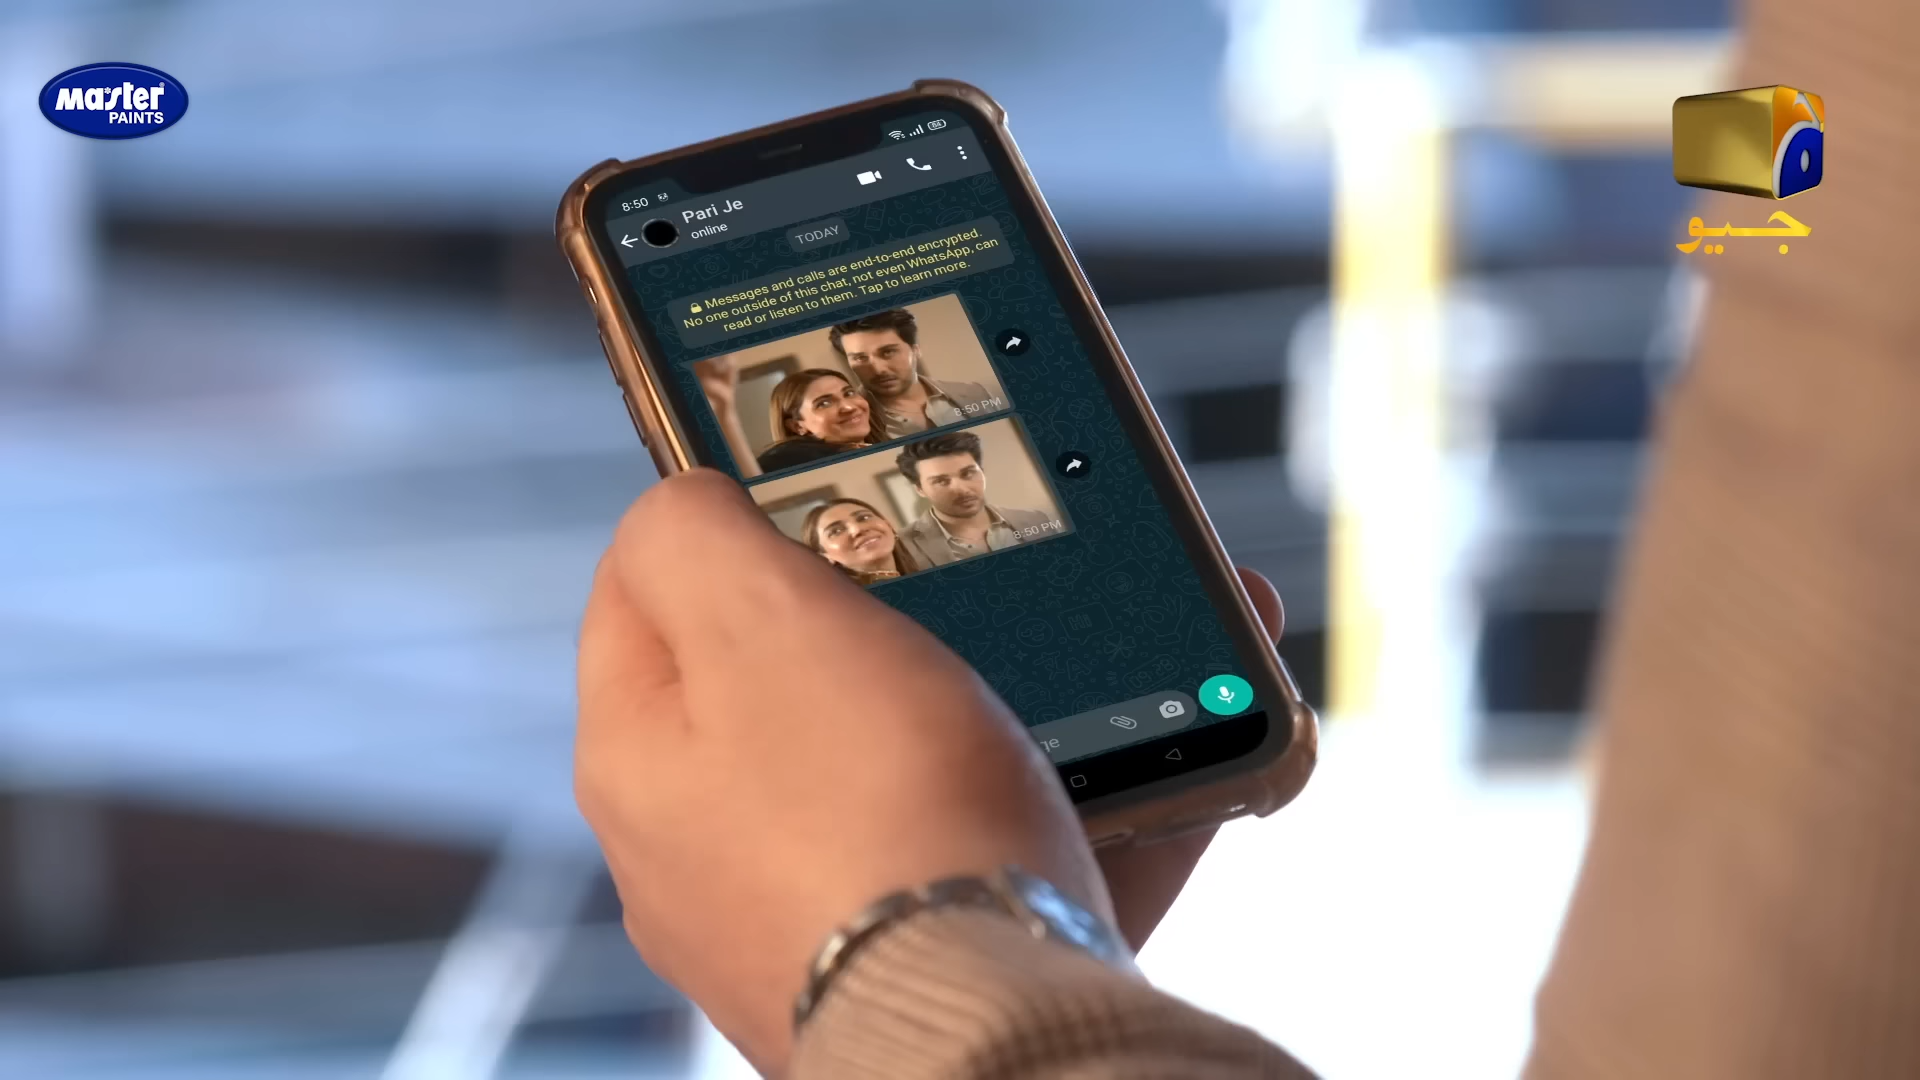 Master
PAINTS
جیو
8:50
64
Pari Je
online
TODAY
Messages and calls are end-to-end encrypted.
No one outside of this chat, not even WhatsApp, can
read or listen to them. Tap to learn more.
8:50 PM
8:50 PM
ge